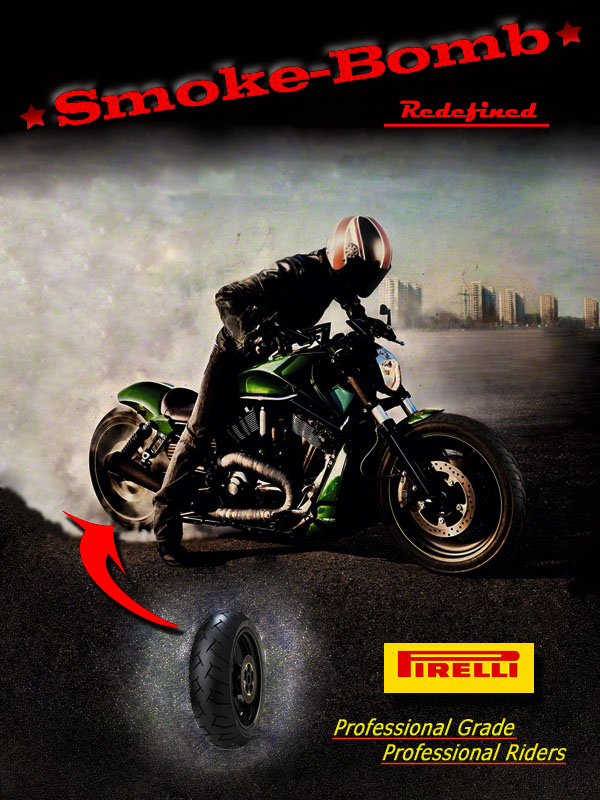 Smoke-Bomb
Redefined
PIRELLI
Professional Grade
Professional Riders